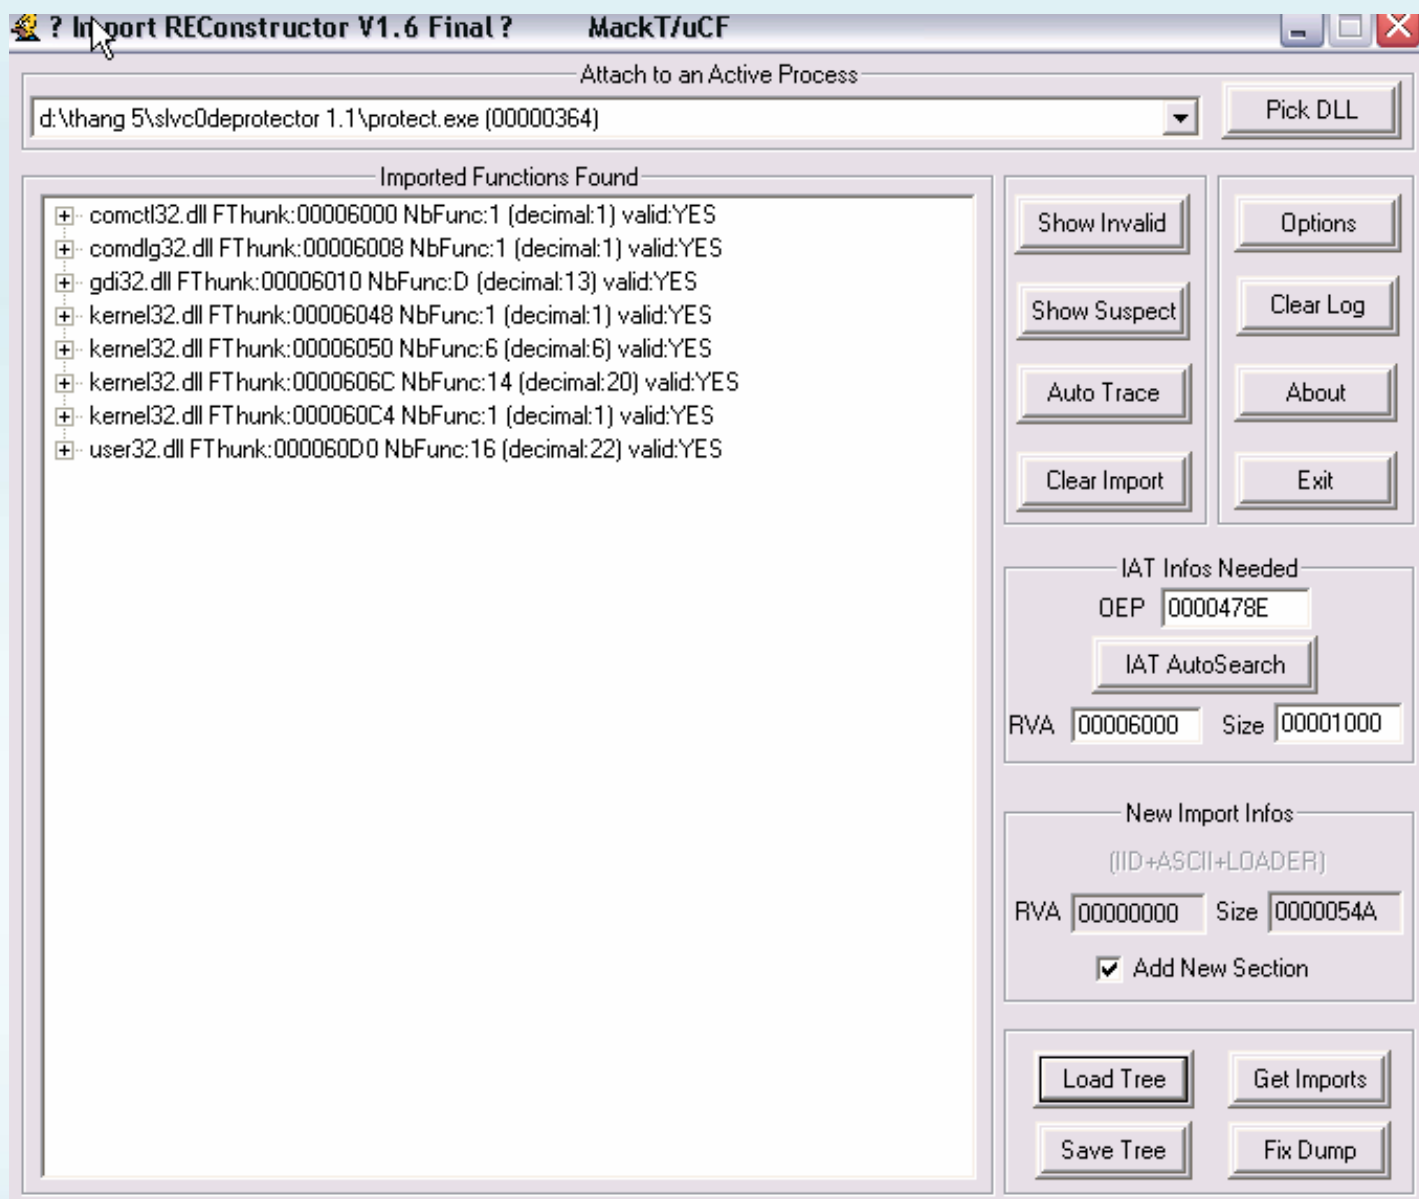 ? Import REConstructor V1.6 Final ? MackT/uCF
Attach to an Active Process
d:\thang 5\slvc0deprotector 1.1\protect.exe (00000364)
Pick DLL
Imported Functions Found
comctl32.dll FThunk:00006000 NbFunc:1 (decimal:1) valid:YES
comdlg32.dll FThunk:00006008 NbFunc:1 (decimal:1) valid:YES
gdi32.dll FThunk:00006010 NbFunc:D (decimal:13) valid:YES
kernel32.dll FThunk:00006048 NbFunc:1 (decimal:1) valid:YES
kernel32.dll FThunk:00006050 NbFunc:6 (decimal:6) valid:YES
kernel32.dll FThunk:0000606C NbFunc:14 (decimal:20) valid:YES
kernel32.dll FThunk:000060C4 NbFunc:1 (decimal:1) valid:YES
user32.dll FThunk:000060D0 NbFunc:16 (decimal:22) valid:YES
Show Invalid
Options
Show Suspect
Clear Log
Auto Trace
About
Clear Import
Exit
IAT Infos Needed
OEP 0000478E
IAT AutoSearch
RVA 00006000 Size 00001000
New Import Infos
(IID+ASCII+LOADER)
RVA 00000000 Size 0000054A
Add New Section
Load Tree
Get Imports
Save Tree
Fix Dump